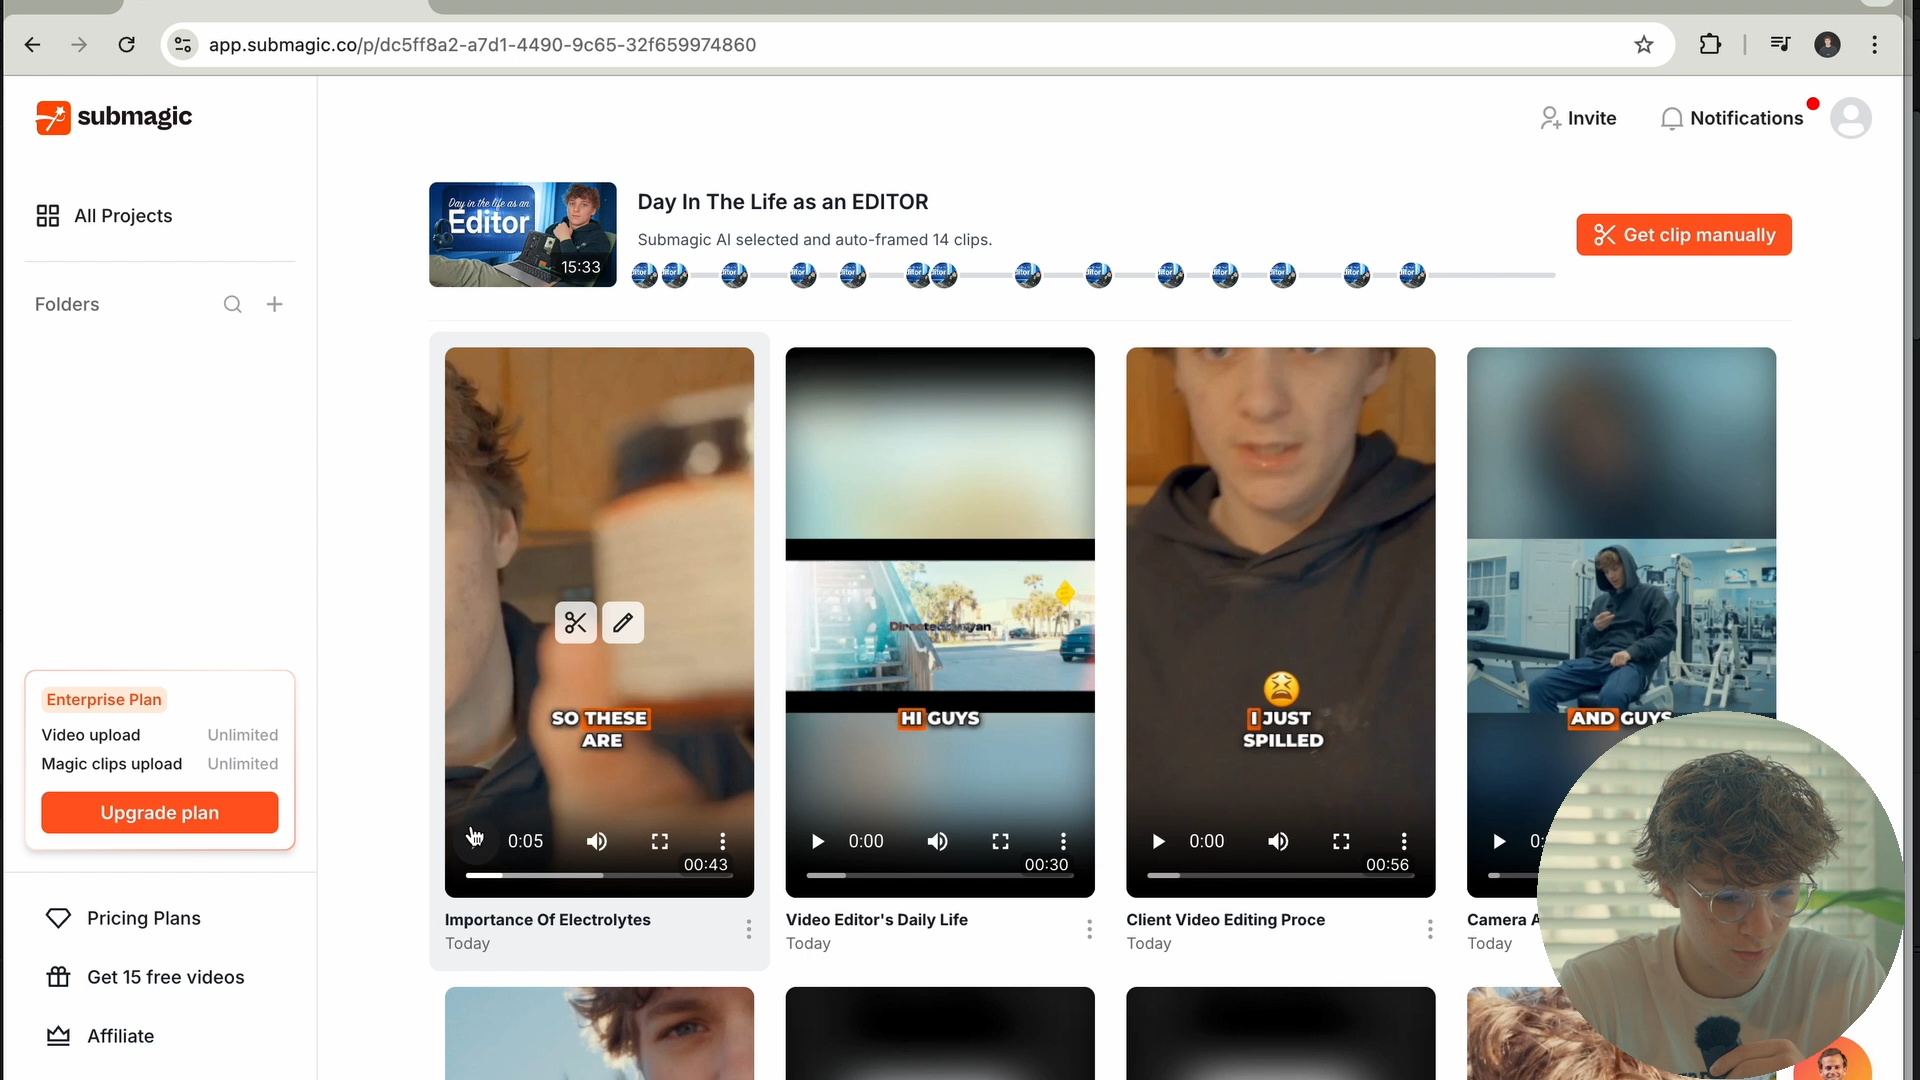 app.submagic.co/p/dc5ff8a2-a7d1-4490-9c65-32f659974860
submagic
Invite
Notifications
All Projects
Folders
Day in the life as an
Editor
15:33
Day In The Life as an EDITOR
Submagic AI selected and auto-framed 14 clips.
Get clip manually
SO THESE
ARE
0:05
00:43
Importance Of Electrolytes
Today
HI GUYS
0:00
00:30
Video Editor's Daily Life
Today
I JUST
SPILLED
0:00
00:56
Client Video Editing Proce
Today
AND GUYS
Camera A
Today
Enterprise Plan
Video upload Unlimited
Magic clips upload Unlimited
Upgrade plan
Pricing Plans
Get 15 free videos
Affiliate